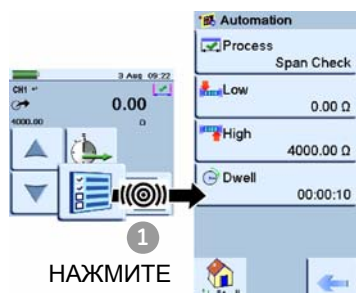 3 Aug 09:22
CH1
0.00
4000.00 Ω
1
НАЖМИТЕ
Automation
Process
Span Check
Low
0.00 Ω
High
4000.00 Ω
Dwell
00:00:10